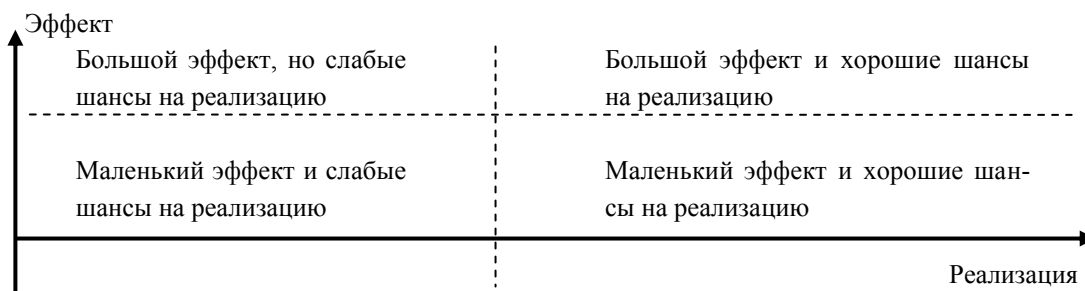 Эффект
Большой эффект, но слабые
шансы на реализацию
Большой эффект и хорошие шансы
на реализацию
Маленький эффект и слабые
шансы на реализацию
Маленький эффект и хорошие шан-
сы на реализацию
Реализация